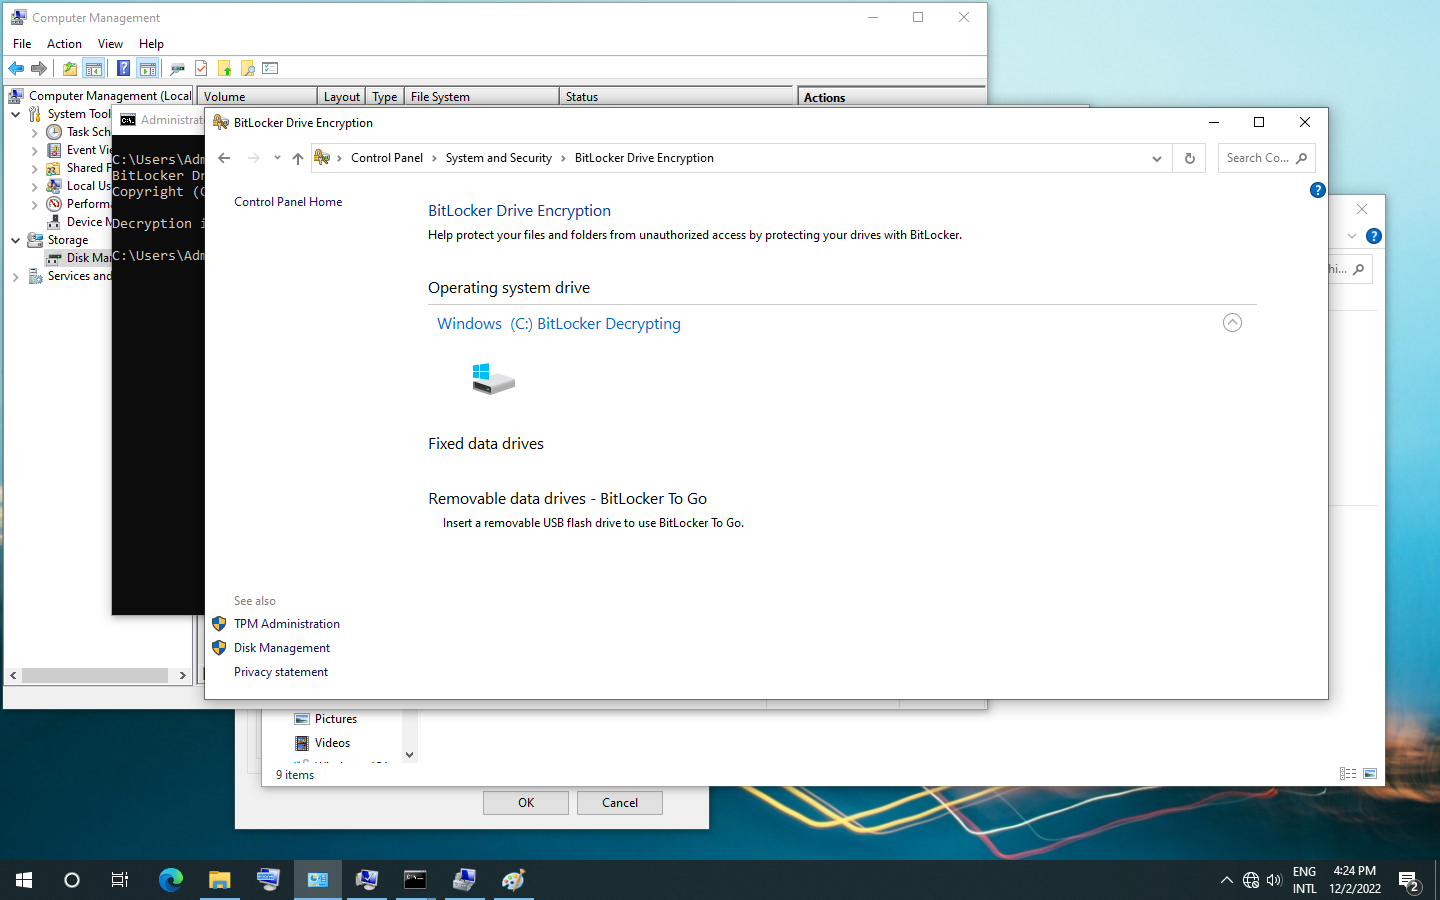 Computer Management
File Action View Help
Computer Management (Local
System Tool
Task Sch
Event Vi
Shared F
Local Us
Perform
Device M
Storage
Disk Man
Services and
Volume Layout Type File System Status
Actions
Administrat
C:\Users\Adm
BitLocker Dr
Copyright (C
Decryption i
C:\Users\Adm
BitLocker Drive Encryption
Control Panel System and Security BitLocker Drive Encryption
Search Co...
Control Panel Home
BitLocker Drive Encryption
Help protect your files and folders from unauthorized access by protecting your drives with BitLocker.
Operating system drive
Windows (C:) BitLocker Decrypting
Fixed data drives
Removable data drives - BitLocker To Go
Insert a removable USB flash drive to use BitLocker To Go.
See also
TPM Administration
Disk Management
Privacy statement
hi...
Pictures
Videos
9 items
OK Cancel
ENG
INTL
4:24 PM
12/2/2022
2